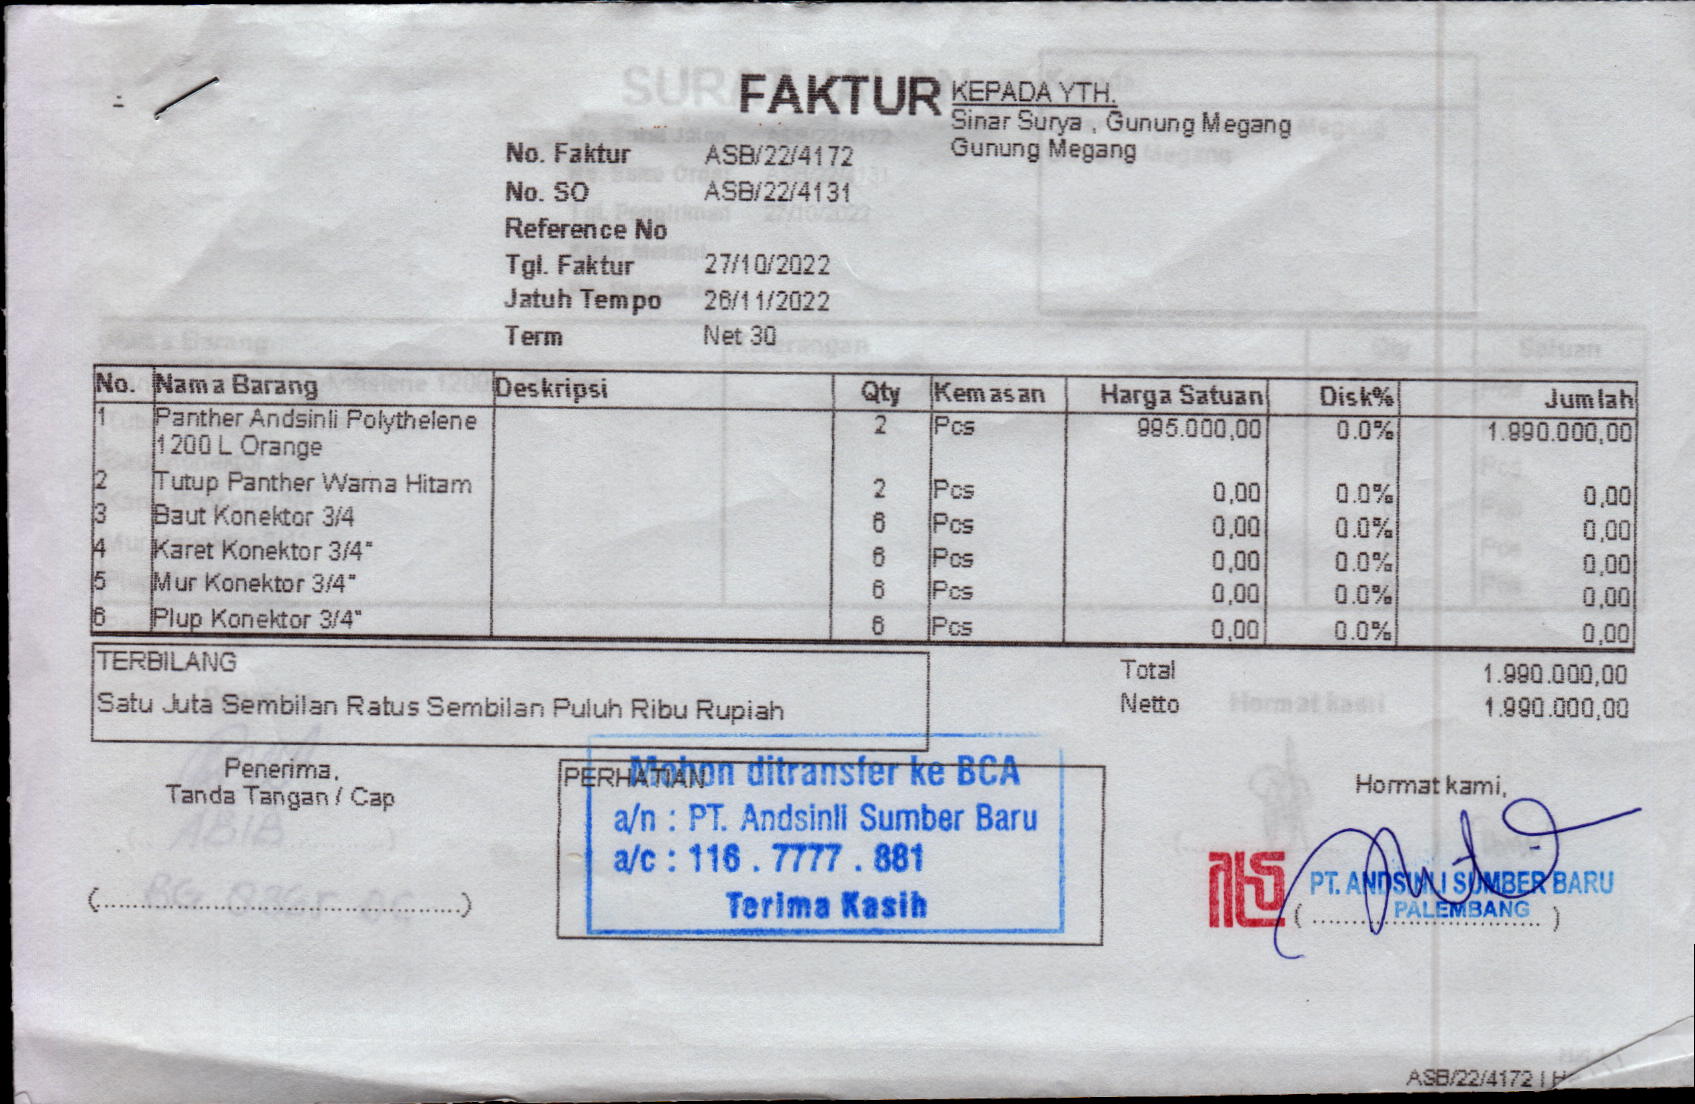 FAKTUR
KEPADA YTH.
Sinar Surya , Gunung Megang
Gunung Megang
No. Faktur ASB/22/4172
No. SO ASB/22/4131
Reference No
Tgl. Faktur 27/10/2022
Jatuh Tempo 26/11/2022
Term Net 30
No. Nama Barang Deskripsi Qty Kemasan Harga Satuan Disk% Jumlah
1 Panther Andsinli Polythelene 2 Pcs 995.000,00 0.0% 1.990.000,00
1200 L Orange
2 Tutup Panther Warna Hitam 2 Pcs 0,00 0.0% 0,00
3 Baut Konektor 3/4 6 Pcs 0,00 0.0% 0,00
4 Karet Konektor 3/4" 6 Pcs 0,00 0.0% 0,00
5 Mur Konektor 3/4" 6 Pcs 0,00 0.0% 0,00
6 Plup Konektor 3/4" 6 Pcs 0,00 0.0% 0,00
TERBILANG
Satu Juta Sembilan Ratus Sembilan Puluh Ribu Rupiah
Total 1.990.000,00
Netto 1.990.000,00
Penerima,
Tanda Tangan / Cap
(..................................................)
PERHATIAN
Mohon ditransfer ke BCA
a/n : PT. Andsinli Sumber Baru
a/c : 116 . 7777 . 881
Terima Kasih
Hormat kami,
PT. ANDSINLI SUMBER BARU
PALEMBANG
( ................................ )
ASB/22/4172 | H